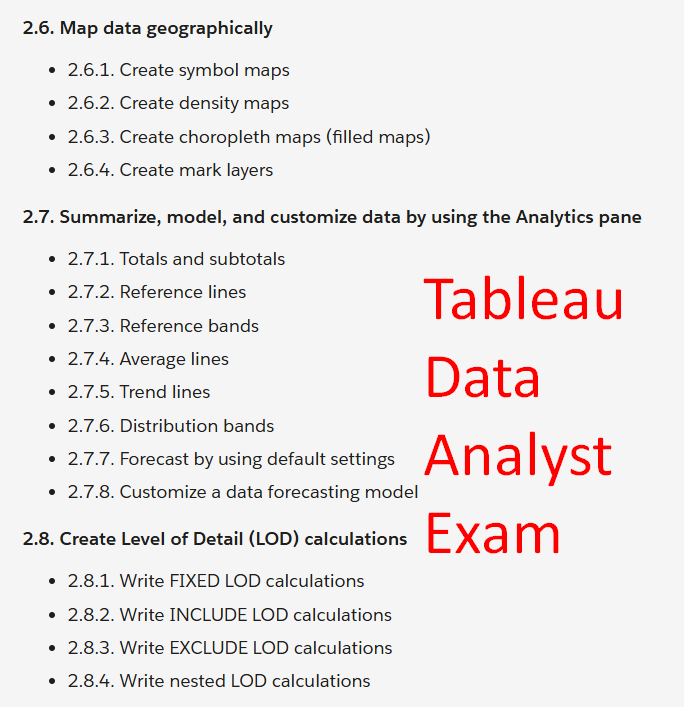 2.6. Map data geographically
• 2.6.1. Create symbol maps
• 2.6.2. Create density maps
• 2.6.3. Create choropleth maps (filled maps)
• 2.6.4. Create mark layers
2.7. Summarize, model, and customize data by using the Analytics pane
• 2.7.1. Totals and subtotals
• 2.7.2. Reference lines
• 2.7.3. Reference bands
• 2.7.4. Average lines
• 2.7.5. Trend lines
• 2.7.6. Distribution bands
• 2.7.7. Forecast by using default settings
• 2.7.8. Customize a data forecasting model
2.8. Create Level of Detail (LOD) calculations
• 2.8.1. Write FIXED LOD calculations
• 2.8.2. Write INCLUDE LOD calculations
• 2.8.3. Write EXCLUDE LOD calculations
• 2.8.4. Write nested LOD calculations
Tableau
Data
Analyst
Exam